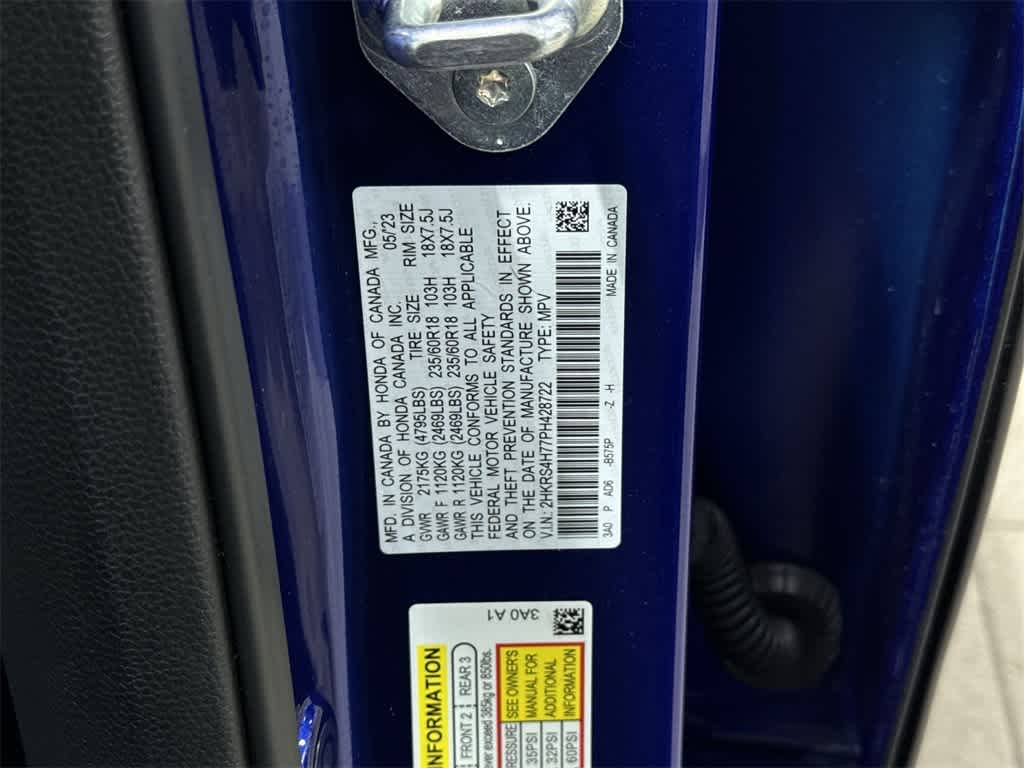 MFD. IN CANADA BY HONDA OF CANADA MFG.,
A DIVISION OF HONDA CANADA INC. 05/23
GVWR 2175KG (4795LBS) TIRE SIZE RIM SIZE
GAWR F 1120KG (2469LBS) 235/60R18 103H 18X7.5J
GAWR R 1120KG (2469LBS) 235/60R18 103H 18X7.5J
THIS VEHICLE CONFORMS TO ALL APPLICABLE
FEDERAL MOTOR VEHICLE SAFETY
AND THEFT PREVENTION STANDARDS IN EFFECT
ON THE DATE OF MANUFACTURE SHOWN ABOVE.
V.I.N.: 2HKRS4H77PH428722 TYPE: MPV
3A0 P AD6 -B575P -Z -H MADE IN CANADA
3A0 A1
INFORMATION
FRONT 2 REAR 3
385kg or 850lbs.
SEE OWNER'S
MANUAL FOR
ADDITIONAL
INFORMATION
35PSI
32PSI
60PSI